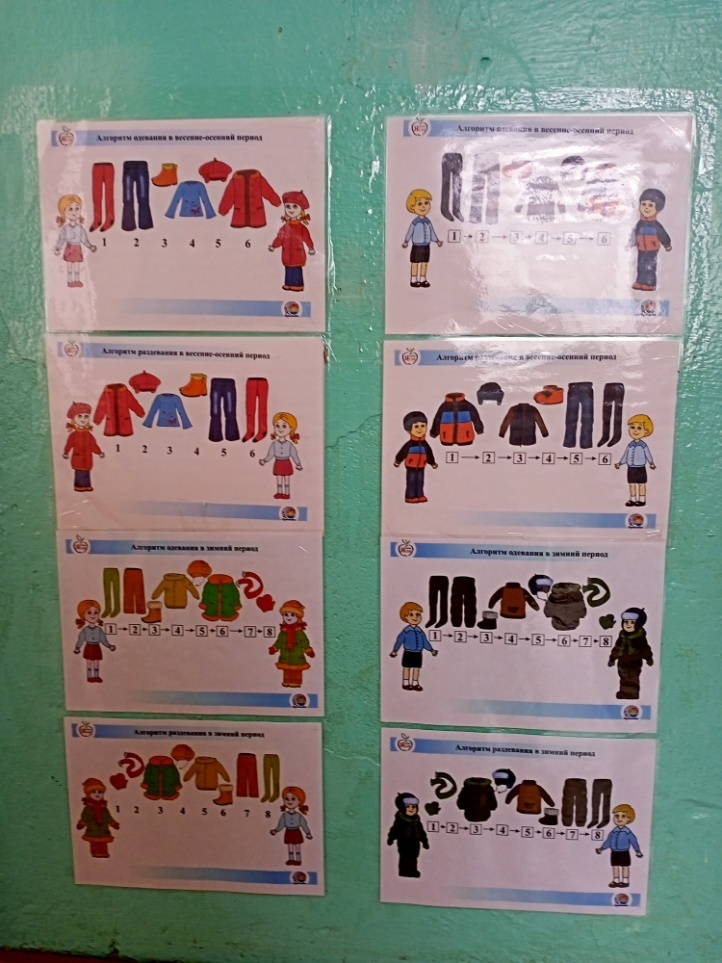 Алгоритм одевания в весенне-осенний период
1 2 3 4 5 6
Алгоритм одевания в весенне-осенний период
1 2 3 4 5 6
Алгоритм раздевания в весенне-осенний период
1 2 3 4 5 6
Алгоритм раздевания в весенне-осенний период
1 2 3 4 5 6
Алгоритм одевания в зимний период
1 2 3 4 5 6 7 8
Алгоритм одевания в зимний период
1 2 3 4 5 6 7 8
Алгоритм раздевания в зимний период
1 2 3 4 5 6 7 8
Алгоритм раздевания в зимний период
1 2 3 4 5 6 7 8